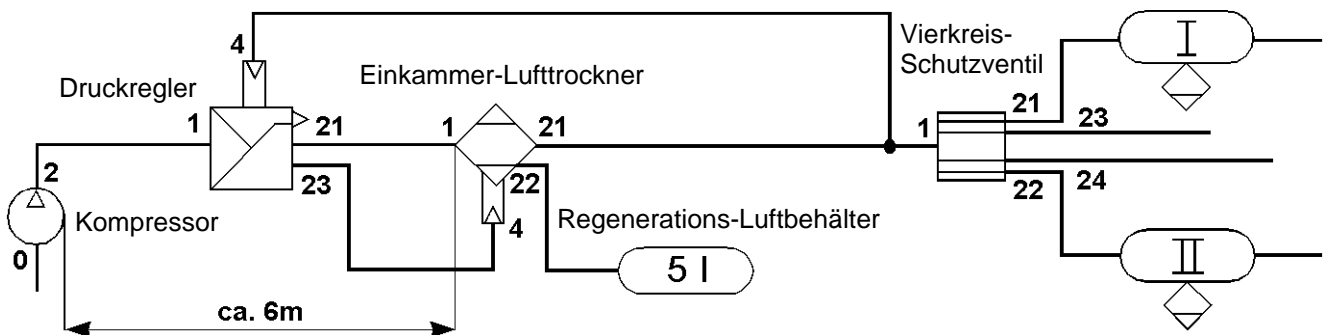 4
Druckregler
Einkammer-Lufttrockner
Vierkreis-
Schutzventil
I
1
21
23
1
21
22
4
1
21
23
22
24
2
Kompressor
0
Regenerations-Luftbehälter
5 l
II
ca. 6m